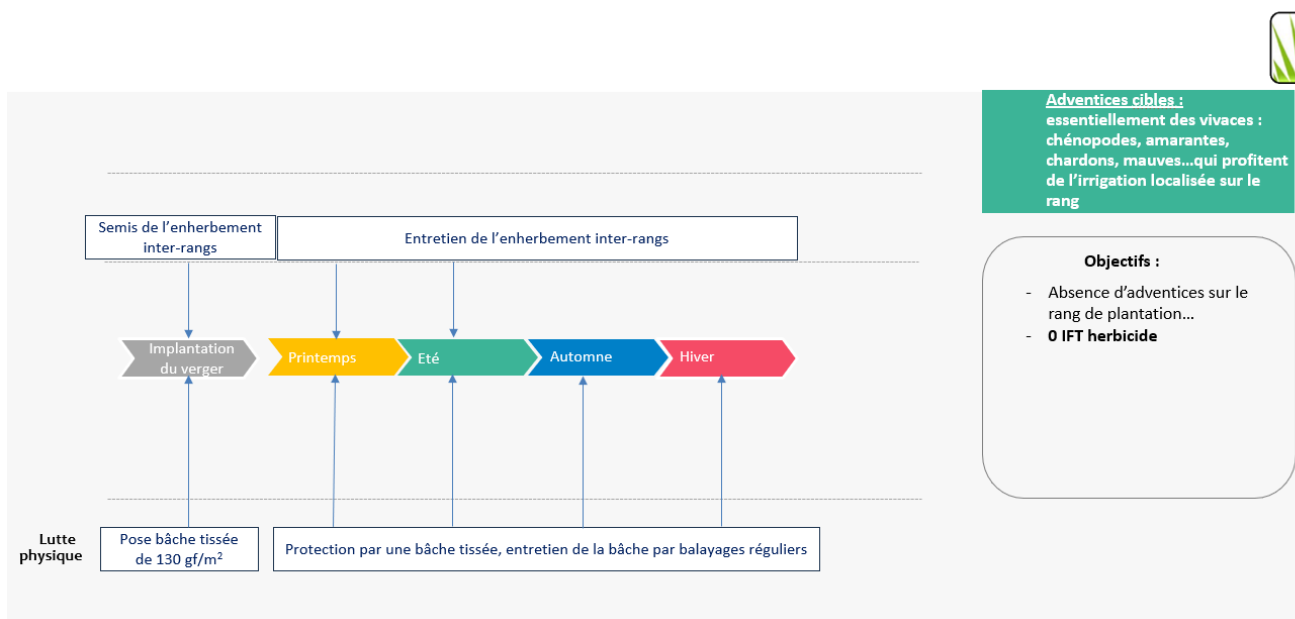 Adventices cibles :
essentiellement des vivaces :
chénopodes, amarantes,
chardons, mauves...qui profitent
de l'irrigation localisée sur le
rang
Semis de l'enherbement
inter-rangs
Entretien de l'enherbement inter-rangs
Objectifs :
- Absence d'adventices sur le
rang de plantation...
- 0 IFT herbicide
Implantation
du verger
Printemps
Eté
Automne
Hiver
Lutte
physique
Pose bâche tissée
de 130 gf/m²
Protection par une bâche tissée, entretien de la bâche par balayages réguliers